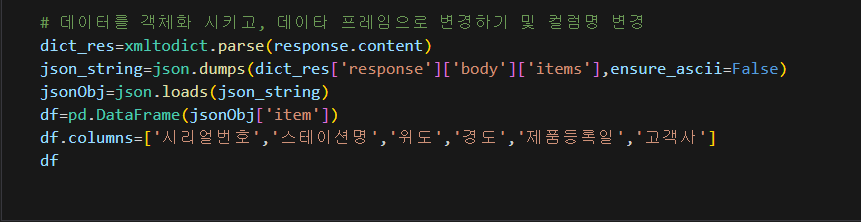 # 데이터를 객체화 시키고, 데이타 프레임으로 변경하기 및 컬럼명 변경
dict_res=xmltodict.parse(response.content)
json_string=json.dumps(dict_res['response']['body']['items'],ensure_ascii=False)
jsonObj=json.loads(json_string)
df=pd.DataFrame(jsonObj['item'])
df.columns=['시리얼번호','스테이션명','위도','경도','제품등록일','고객사']
df